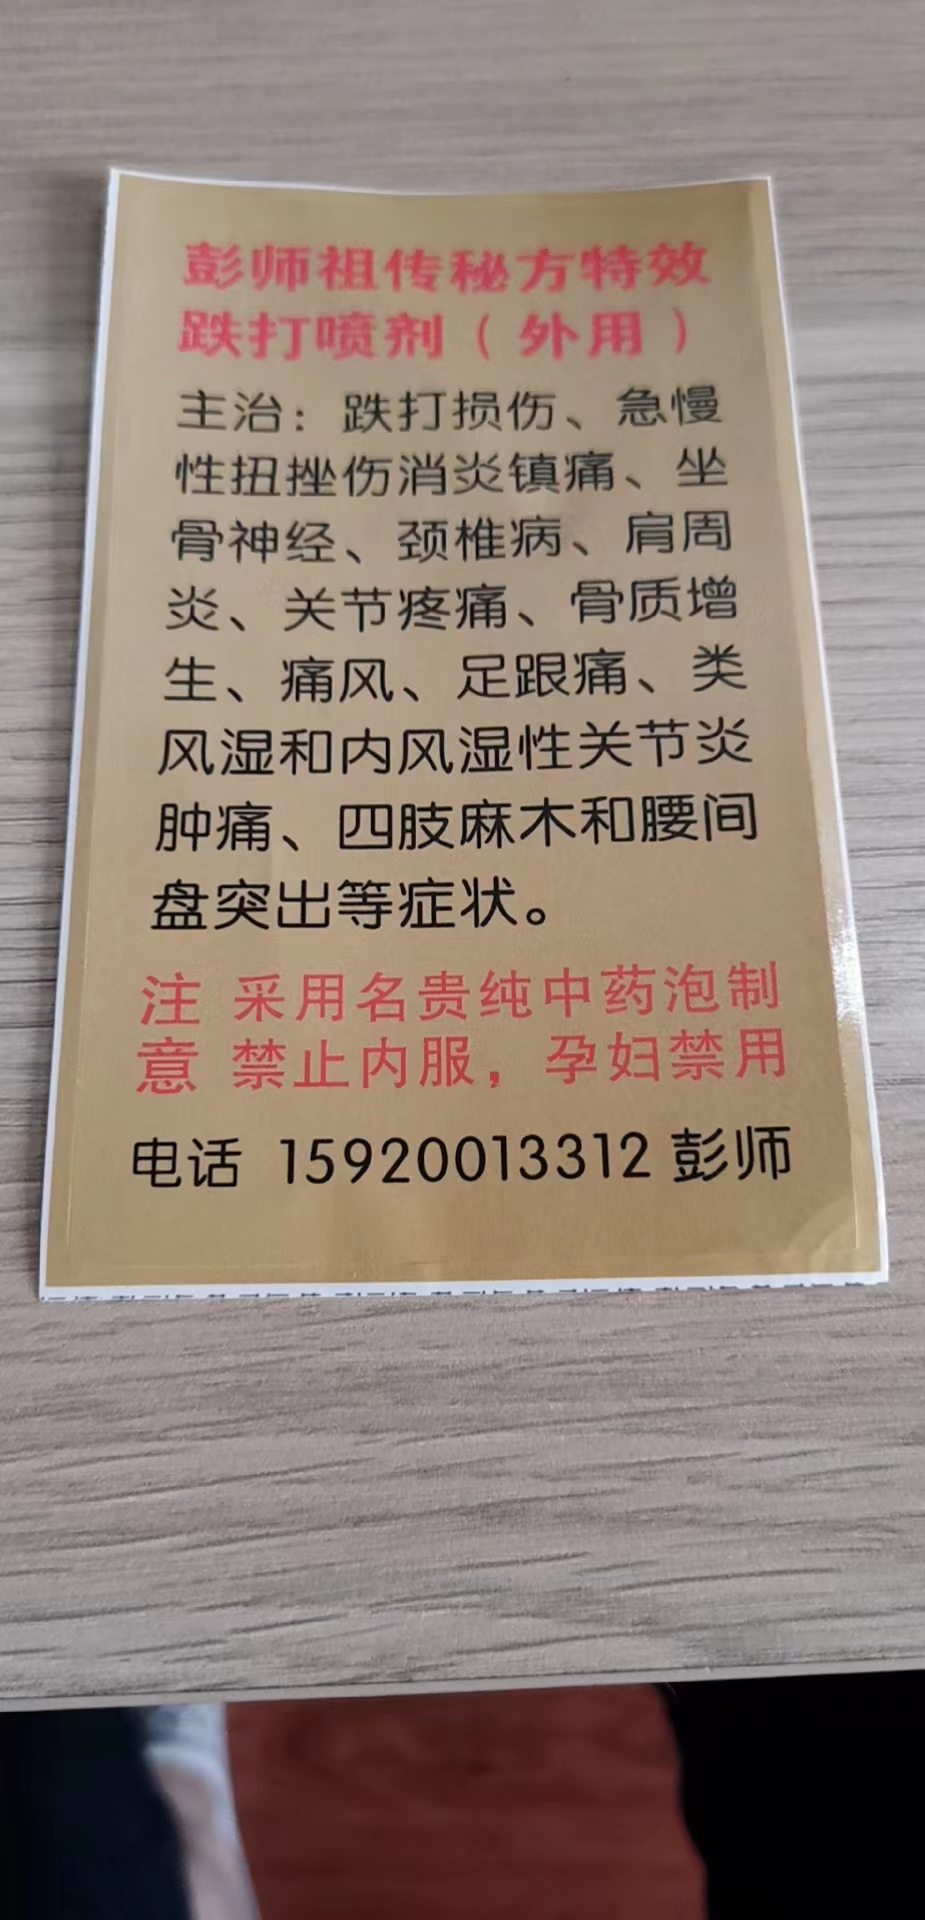 彭师祖传秘方特效
跌打喷剂（外用）
主治：跌打损伤、急慢
性扭挫伤消炎镇痛、坐
骨神经、颈椎病、肩周
炎、关节疼痛、骨质增
生、痛风、足跟痛、类
风湿和内风湿性关节炎
肿痛、四肢麻木和腰间
盘突出等症状。
注 采用名贵纯中药泡制
意 禁止内服，孕妇禁用
电话 15920013312 彭师